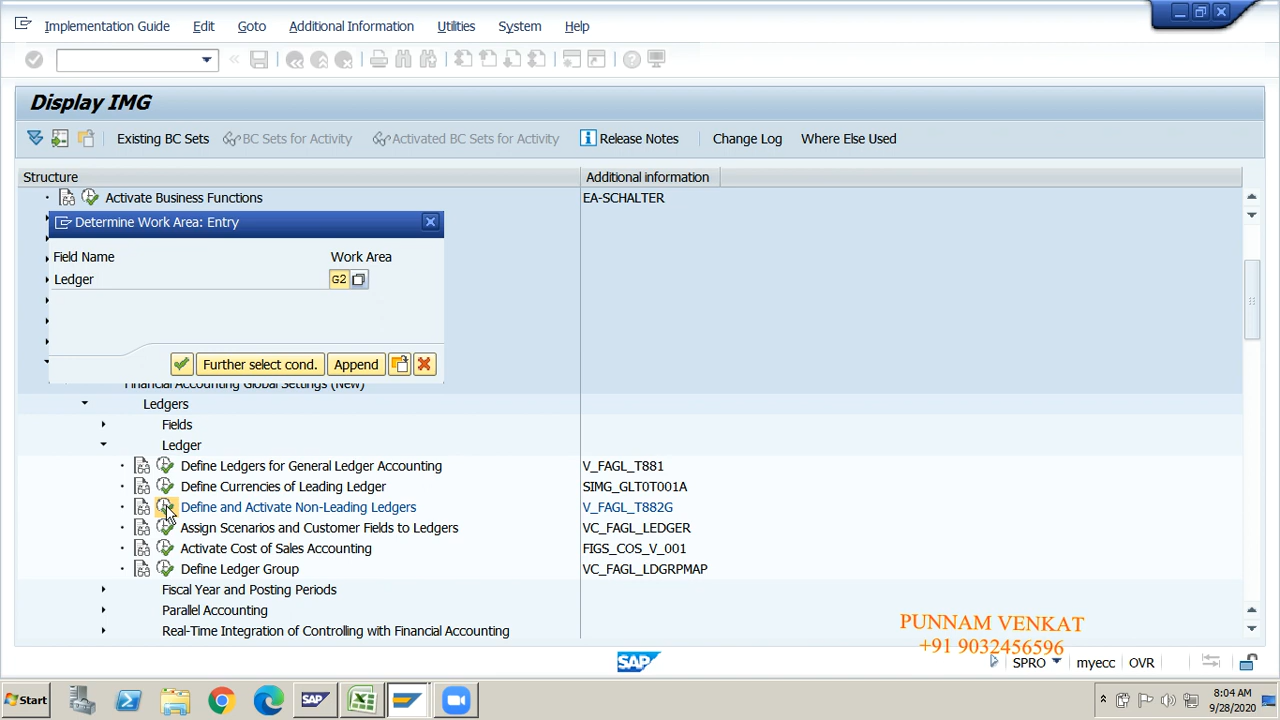 Implementation Guide Edit Goto Additional Information Utilities System Help
Display IMG
Existing BC Sets BC Sets for Activity Activated BC Sets for Activity Release Notes Change Log Where Else Used
Structure Additional information
Activate Business Functions EA-SCHALTER
Determine Work Area: Entry
Field Name Work Area
Ledger G2
Further select cond. Append
Financial Accounting Global Settings (New)
Ledgers
Fields
Ledger
Define Ledgers for General Ledger Accounting V_FAGL_T881
Define Currencies of Leading Ledger SIMG_GLT0T001A
Define and Activate Non-Leading Ledgers V_FAGL_T882G
Assign Scenarios and Customer Fields to Ledgers VC_FAGL_LEDGER
Activate Cost of Sales Accounting FIGS_COS_V_001
Define Ledger Group VC_FAGL_LDGRPMAP
Fiscal Year and Posting Periods
Parallel Accounting
Real-Time Integration of Controlling with Financial Accounting
PUNNAM VENKAT
+91 9032456596
SAP SPRO myecc OVR
Start SAP 8:04 AM
9/28/2020